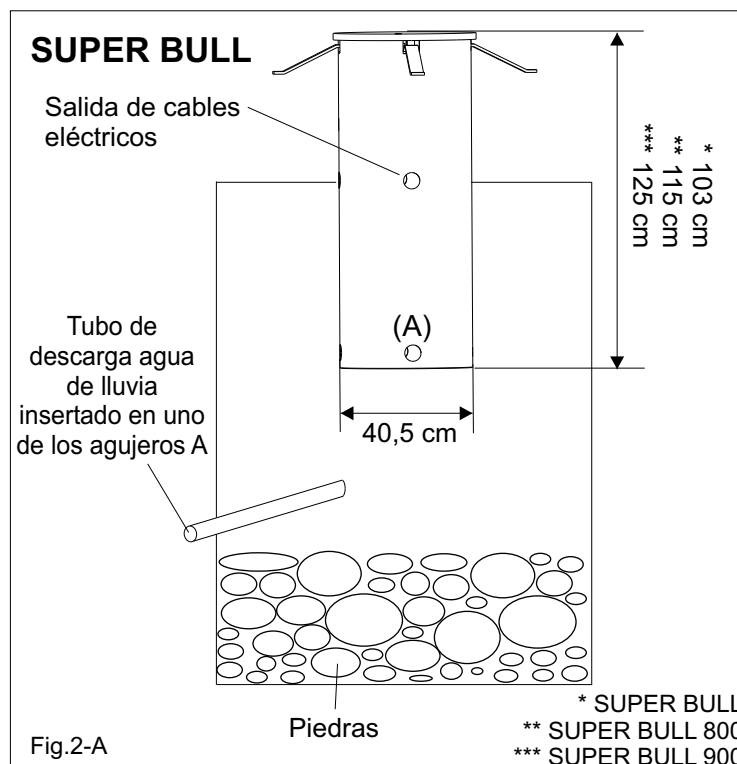 SUPER BULL
Salida de cables
eléctricos
* 103 cm
** 115 cm
*** 125 cm
(A)
Tubo de
descarga agua
de lluvia
insertado en uno
de los agujeros A
40,5 cm
Piedras
* SUPER BULL
** SUPER BULL 800
*** SUPER BULL 900
Fig.2-A